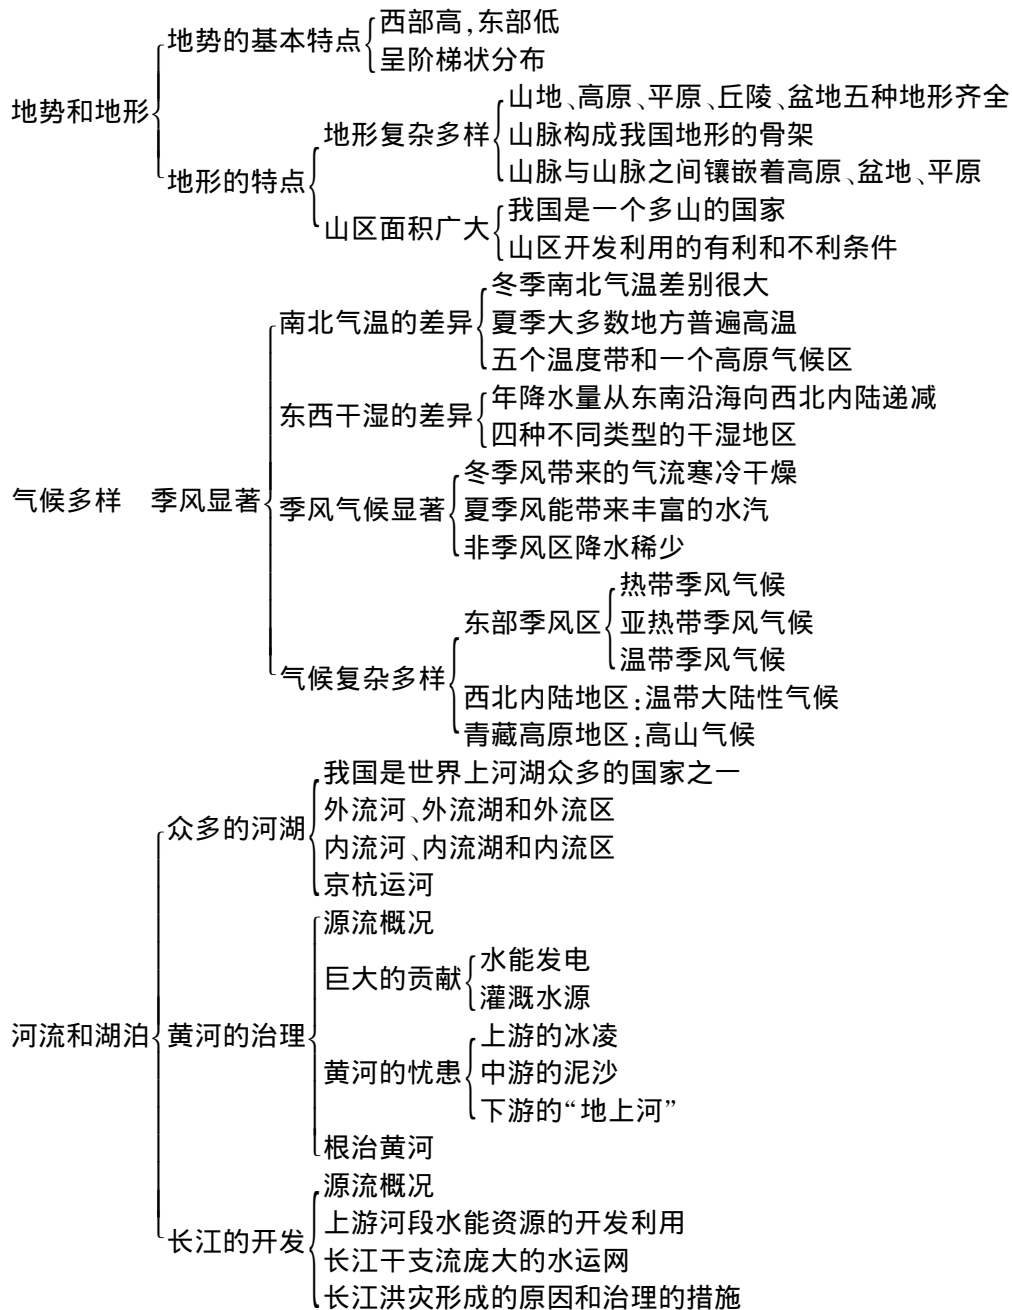 地势的基本特点
西部高,东部低
呈阶梯状分布
地势和地形
地形的特点
地形复杂多样
山地、高原、平原、丘陵、盆地五种地形齐全
山脉构成我国地形的骨架
山脉与山脉之间镶嵌着高原、盆地、平原
山区面积广大
我国是一个多山的国家
山区开发利用的有利和不利条件
气候多样 季风显著
南北气温的差异
冬季南北气温差别很大
夏季大多数地方普遍高温
五个温度带和一个高原气候区
东西干湿的差异
年降水量从东南沿海向西北内陆递减
四种不同类型的干湿地区
季风气候显著
冬季风带来的气流寒冷干燥
夏季风能带来丰富的水汽
非季风区降水稀少
气候复杂多样
东部季风区
热带季风气候
亚热带季风气候
温带季风气候
西北内陆地区:温带大陆性气候
青藏高原地区:高山气候
河流和湖泊
众多的河湖
我国是世界上河湖众多的国家之一
外流河、外流湖和外流区
内流河、内流湖和内流区
京杭运河
黄河的治理
源流概况
巨大的贡献
水能发电
灌溉水源
黄河的忧患
上游的冰凌
中游的泥沙
下游的“地上河”
根治黄河
长江的开发
源流概况
上游河段水能资源的开发利用
长江干支流庞大的水运网
长江洪灾形成的原因和治理的措施